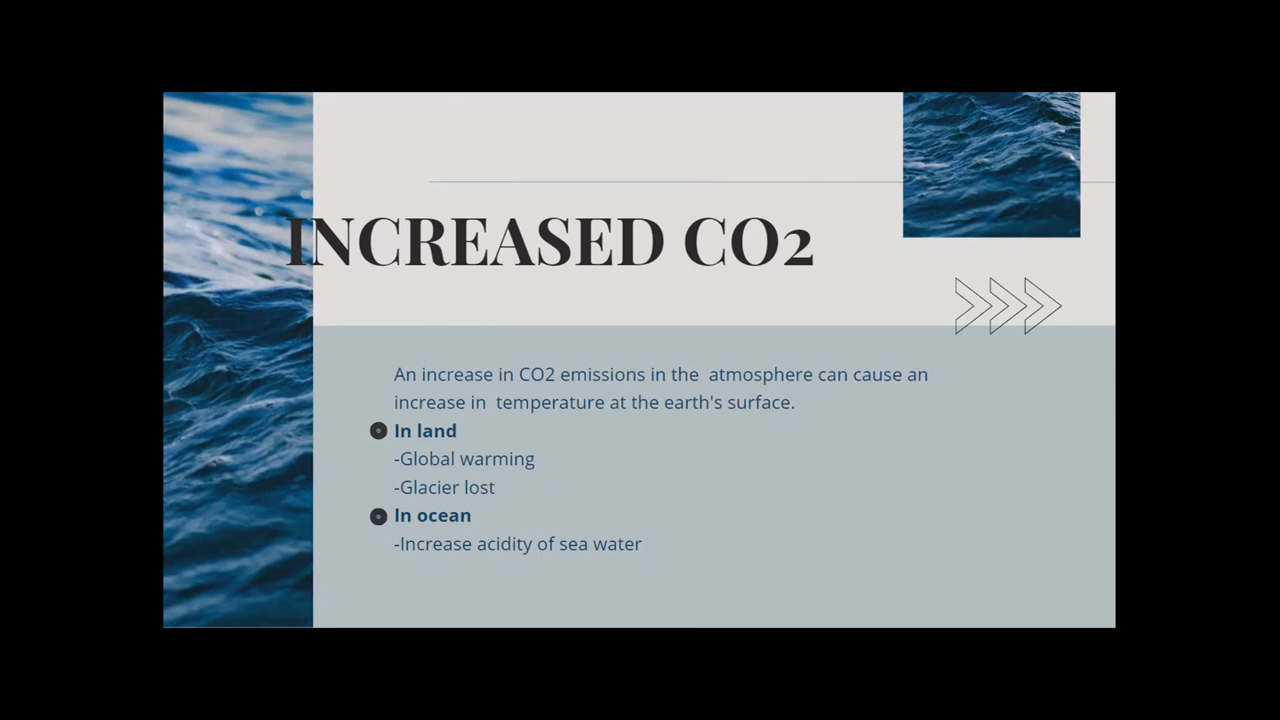 INCREASED CO2
An increase in CO2 emissions in the  atmosphere can cause an
increase in  temperature at the earth's surface.
In land
-Global warming
-Glacier lost
In ocean
-Increase acidity of sea water